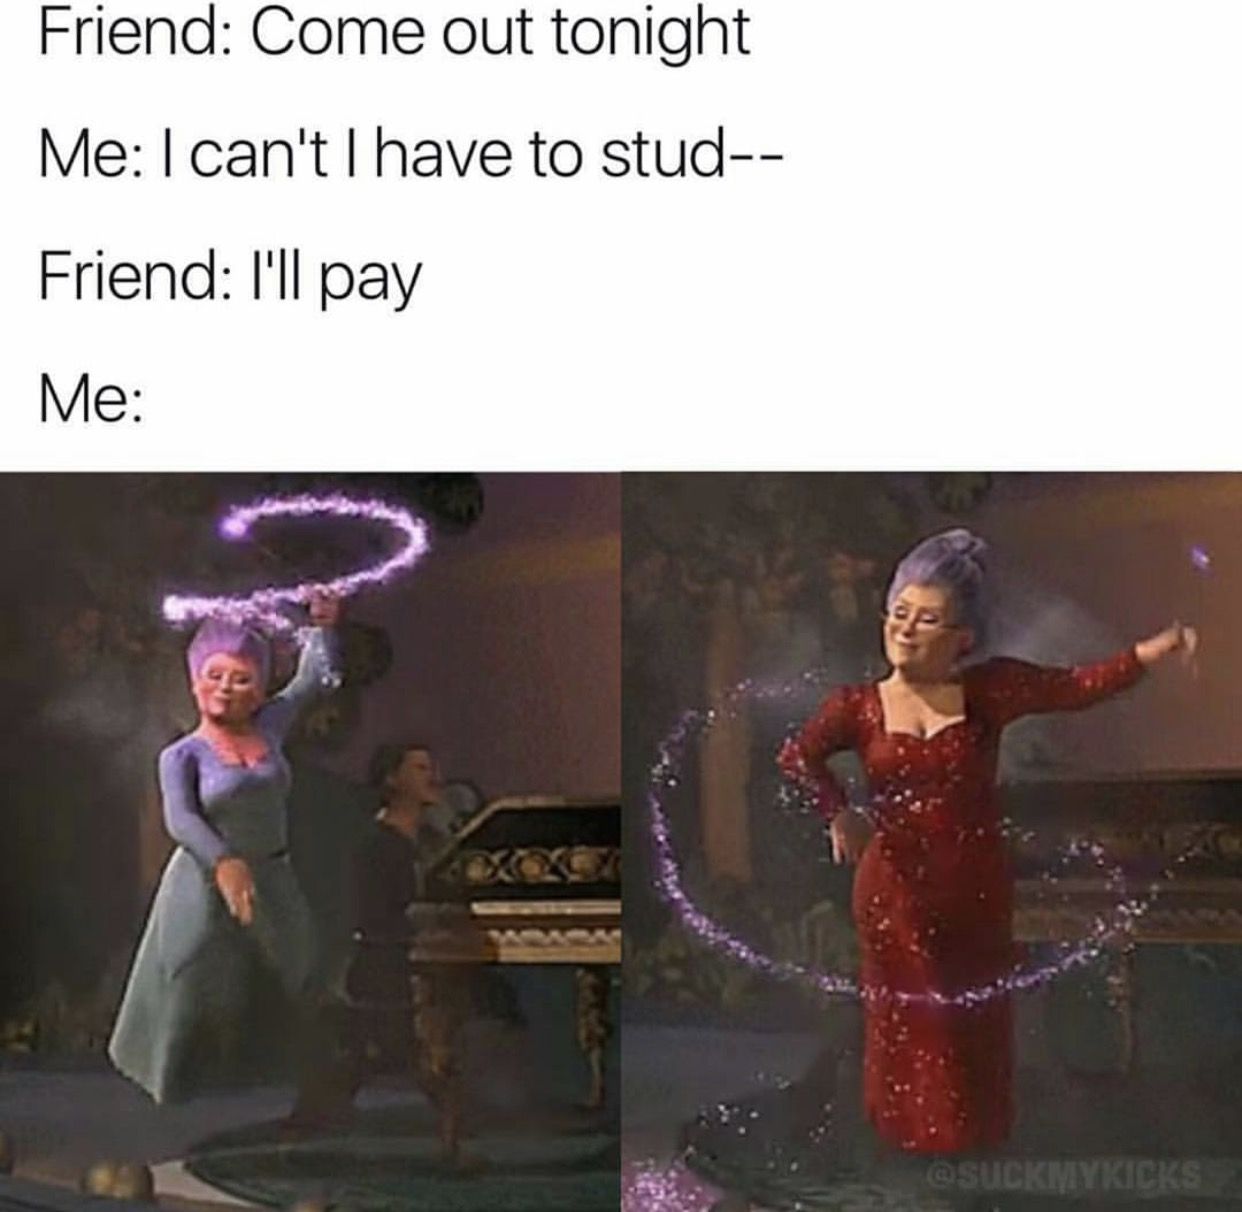 Friend: Come out tonight
Me: I can't I have to stud--
Friend: I'll pay
Me:
@SUCKMYKICKS